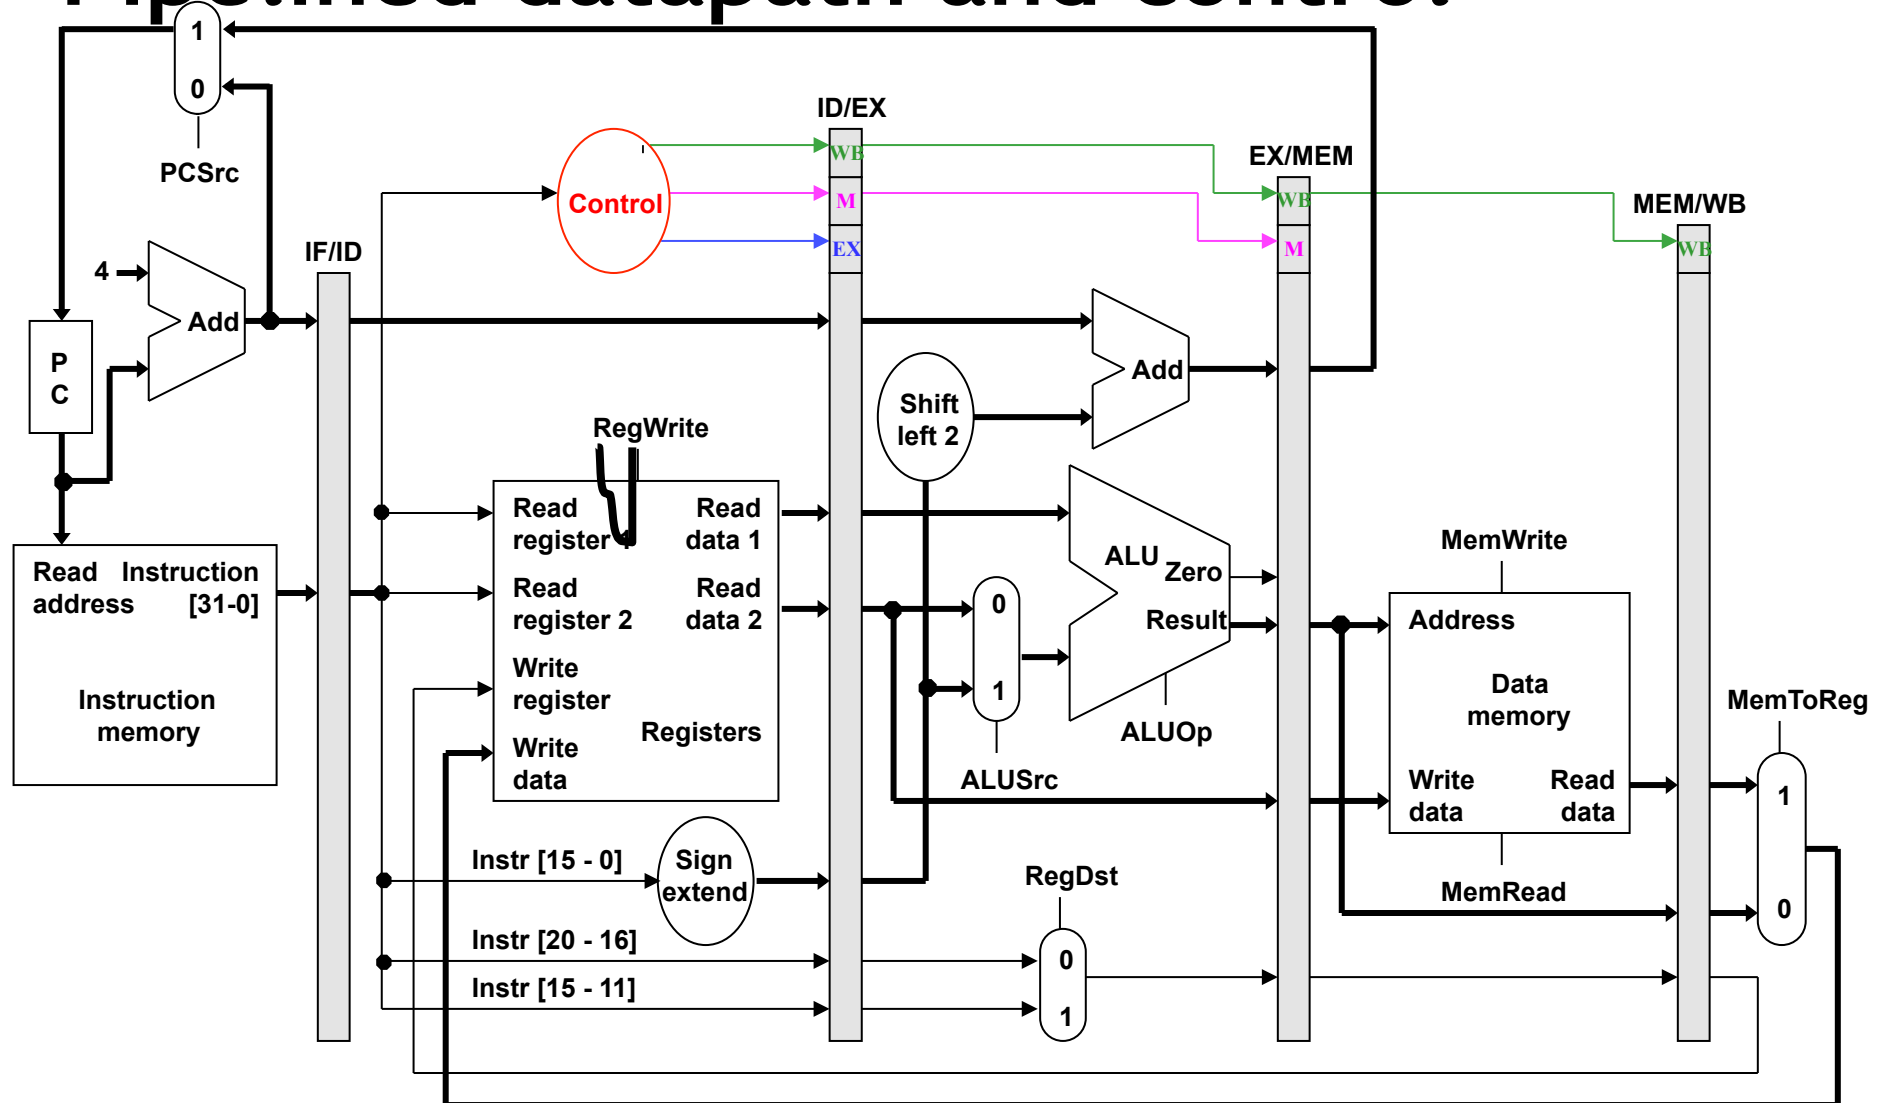 Pipelined datapath and control
1
0
PCSrc
ID/EX
WB
M
EX
Control
EX/MEM
WB
M
MEM/WB
WB
IF/ID
4
Add
P
C
Add
Shift
left 2
RegWrite
Read
register 1
Read
data 1
Read
register 2
Read
data 2
Write
register
Write
data
Registers
Read
address
Instruction
[31-0]
Instruction
memory
0
1
ALUSrc
ALU
Zero
Result
ALUOp
MemWrite
Address
Data
memory
Write
data
Read
data
MemRead
MemToReg
1
0
Instr [15 - 0]
Sign
extend
RegDst
Instr [20 - 16]
0
Instr [15 - 11]
1